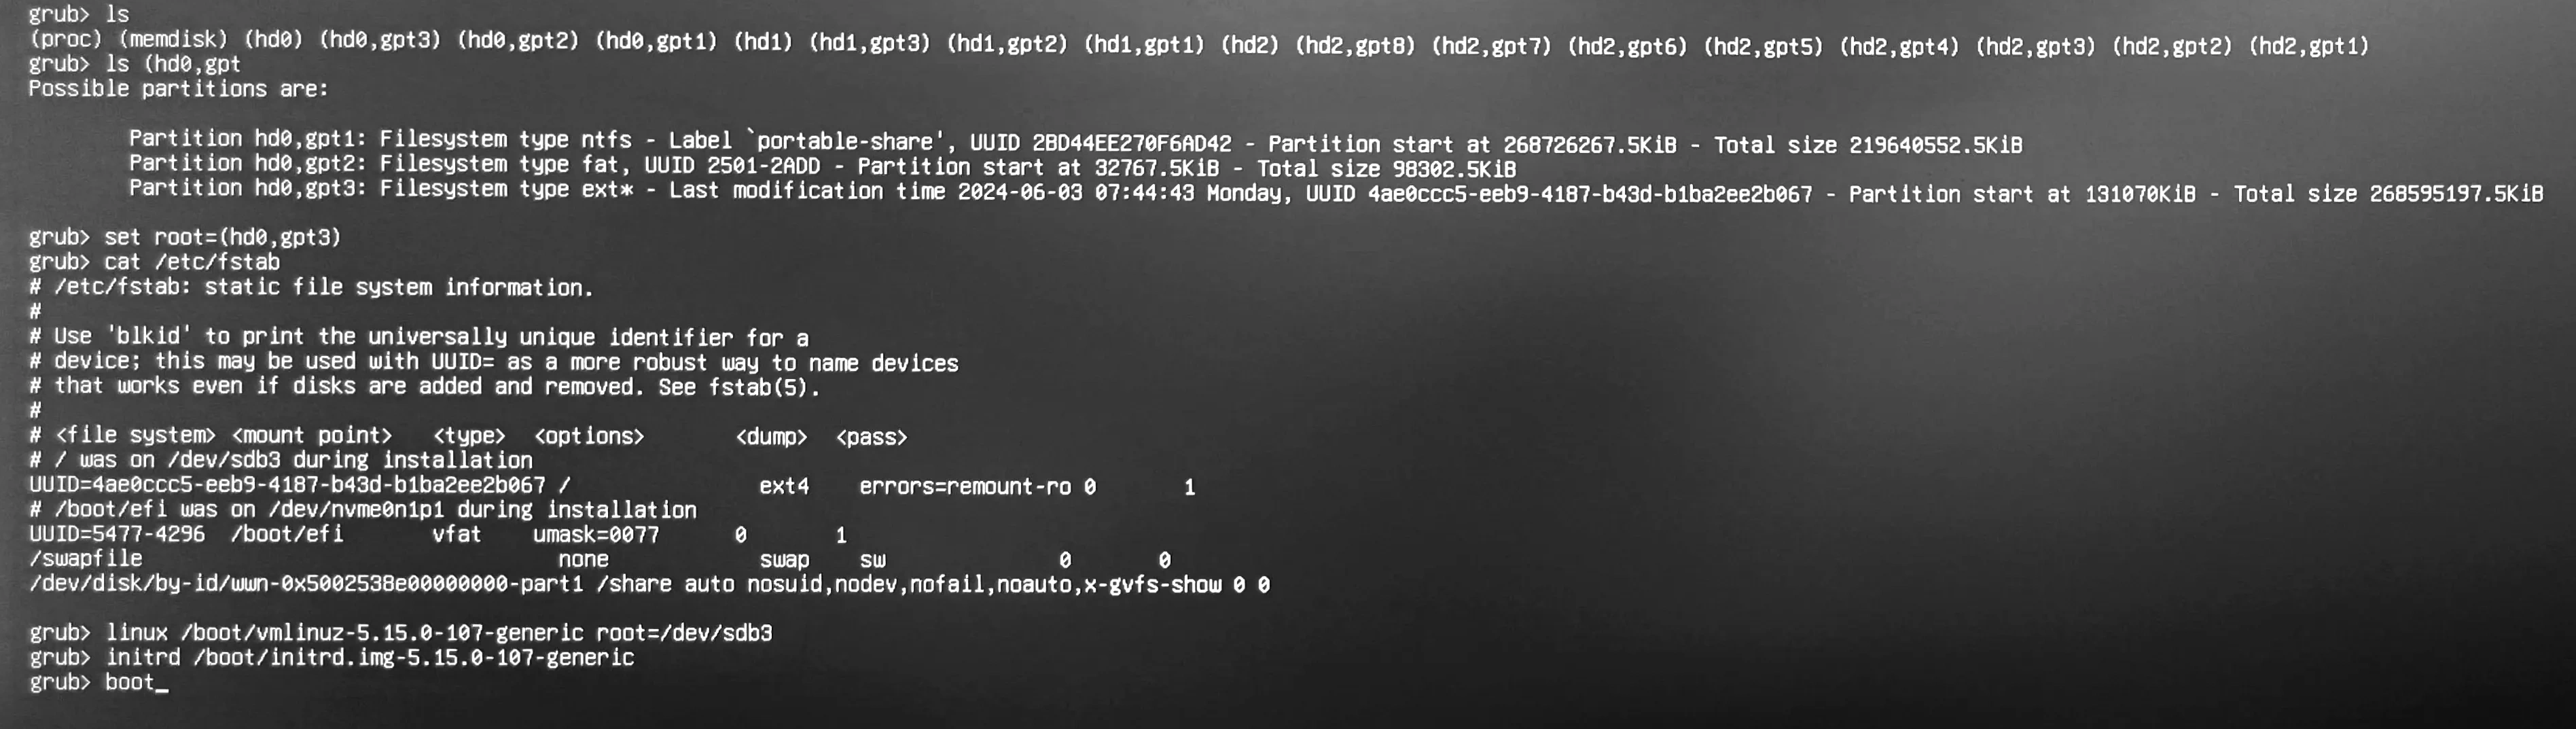 grub> ls
(proc) (memdisk) (hd0) (hd0,gpt3) (hd0,gpt2) (hd0,gpt1) (hd1) (hd1,gpt3) (hd1,gpt2) (hd1,gpt1) (hd2) (hd2,gpt8) (hd2,gpt7) (hd2,gpt6) (hd2,gpt5) (hd2,gpt4) (hd2,gpt3) (hd2,gpt2) (hd2,gpt1)
grub> ls (hd0,gpt
Possible partitions are:
Partition hd0,gpt1: Filesystem type ntfs - Label `portable-share', UUID 2BD44EE270F6AD42 - Partition start at 268726267.5KiB - Total size 219640552.5KiB
Partition hd0,gpt2: Filesystem type fat, UUID 2501-2ADD - Partition start at 32767.5KiB - Total size 98302.5KiB
Partition hd0,gpt3: Filesystem type ext* - Last modification time 2024-06-03 07:44:43 Monday, UUID 4ae0ccc5-eeb9-4187-b43d-b1ba2ee2b067 - Partition start at 131070KiB - Total size 268595197.5KiB
grub> set root=(hd0,gpt3)
grub> cat /etc/fstab
# /etc/fstab: static file system information.
#
# Use 'blkid' to print the universally unique identifier for a
# device; this may be used with UUID= as a more robust way to name devices
# that works even if disks are added and removed. See fstab(5).
#
# <file system> <mount point>   <type>  <options>       <dump>  <pass>
# / was on /dev/sdb3 during installation
UUID=4ae0ccc5-eeb9-4187-b43d-b1ba2ee2b067 /               ext4    errors=remount-ro 0       1
# /boot/efi was on /dev/nvme0n1p1 during installation
UUID=5477-4296  /boot/efi       vfat    umask=0077      0       1
/swapfile                                 none            swap    sw              0       0
/dev/disk/by-id/wwn-0x5002538e00000000-part1 /share auto nosuid,nodev,nofail,noauto,x-gvfs-show 0 0
grub> linux /boot/vmlinuz-5.15.0-107-generic root=/dev/sdb3
grub> initrd /boot/initrd.img-5.15.0-107-generic
grub> boot_